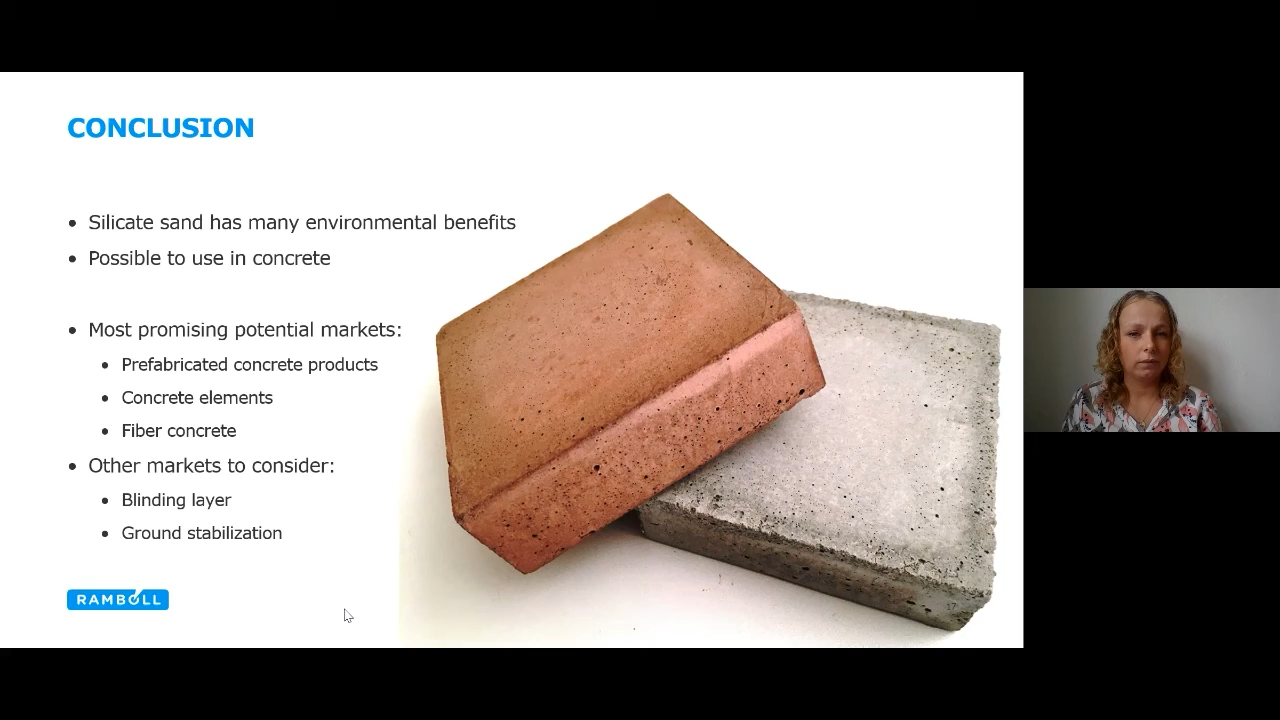 CONCLUSION
• Silicate sand has many environmental benefits
• Possible to use in concrete
• Most promising potential markets:
• Prefabricated concrete products
• Concrete elements
• Fiber concrete
• Other markets to consider:
• Blinding layer
• Ground stabilization
RAMBOLL
17